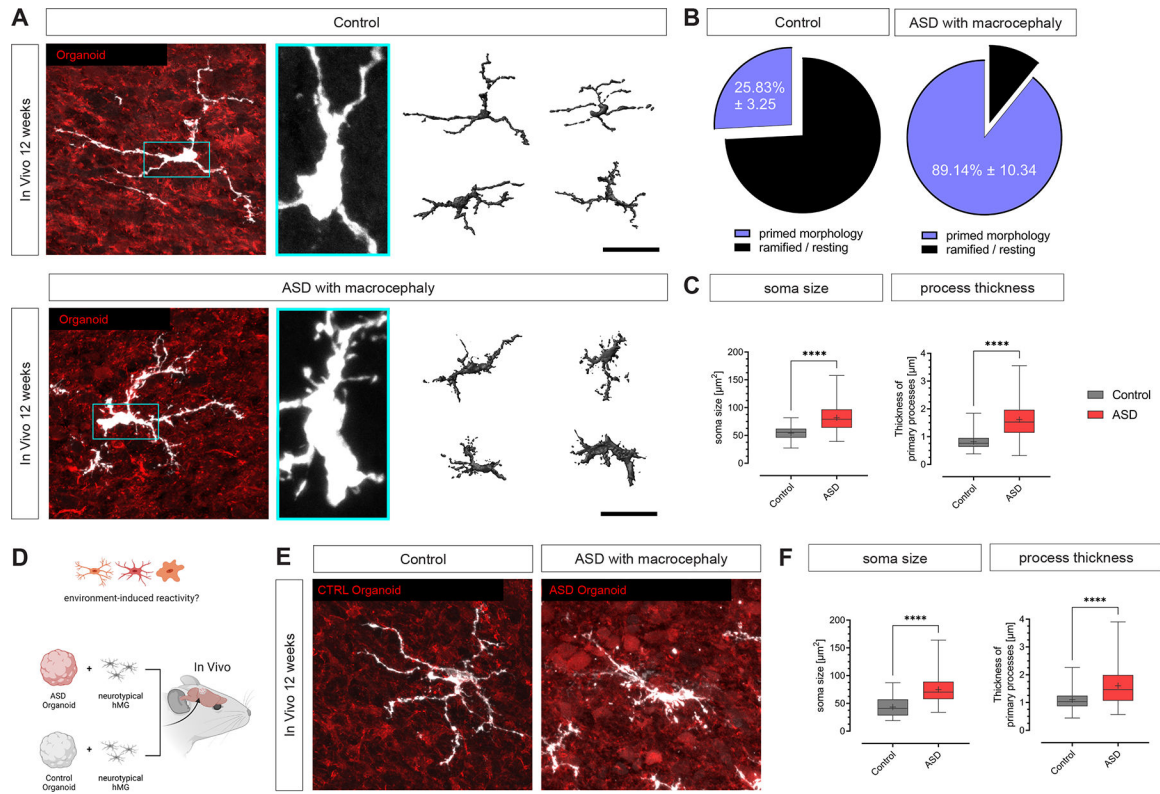 A
Control
In Vivo 12 weeks
Organoid
ASD with macrocephaly
In Vivo 12 weeks
Organoid
B
Control
ASD with macrocephaly
25.83%
± 3.25
89.14% ± 10.34
primed morphology
ramified / resting
primed morphology
ramified / resting
C
soma size
process thickness
soma size [µm²]
200
150
100
50
0
****
Control
ASD
Thickness of
primary processes [µm]
4
3
2
1
0
****
Control
ASD
Control
ASD
D
environment-induced reactivity?
ASD
Organoid
+
neurotypical
hMG
In Vivo
Control
Organoid
+
neurotypical
hMG
E
Control
ASD with macrocephaly
In Vivo 12 weeks
CTRL Organoid
ASD Organoid
F
soma size
process thickness
soma size [µm²]
200
150
100
50
0
****
Control
ASD
Thickness of
primary processes [µm]
4
3
2
1
0
****
Control
ASD